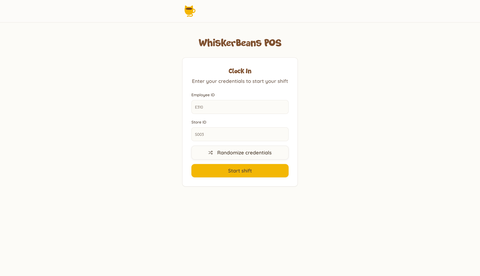 WhiskerBeans POS
Clock In
Enter your credentials to start your shift
Employee ID
Store ID
Randomize credentials
Start shift